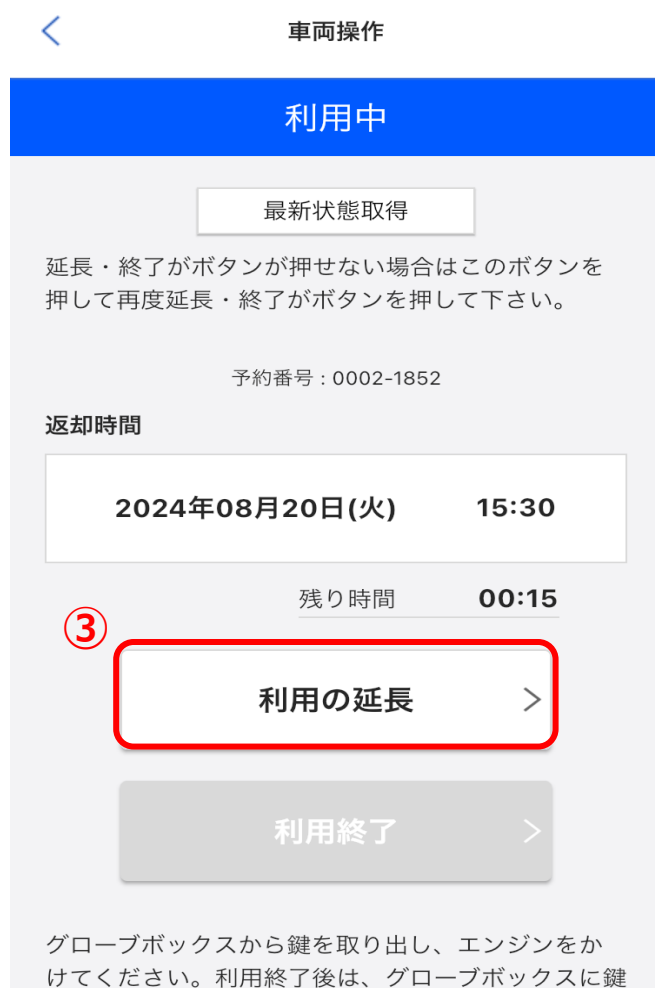 車両操作
利用中
最新状態取得
延長・終了がボタンが押せない場合はこのボタンを
押して再度延長・終了がボタンを押して下さい。
予約番号 : 0002-1852
返却時間
2024年08月20日(火) 15:30
残り時間 00:15
③
利用の延長
利用終了
グローブボックスから鍵を取り出し、エンジンをか
けてください。利用終了後は、グローブボックスに鍵